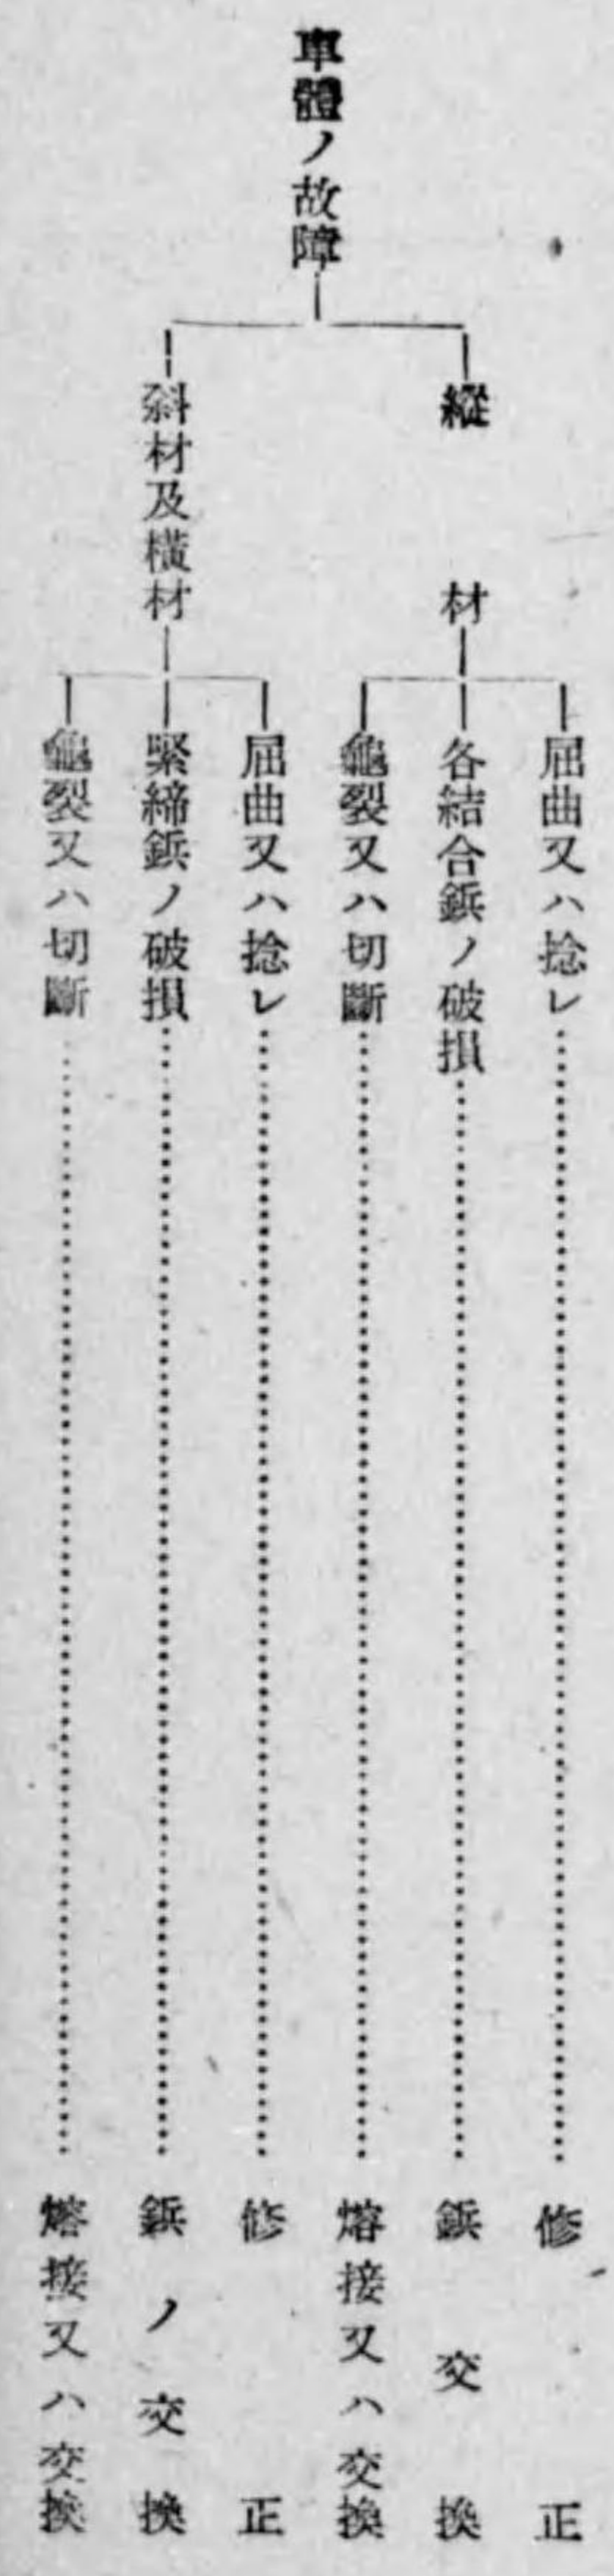 車體ノ故障
縱材
屈曲又ハ捻レ……修正
各結合鋲ノ破損……鋲交換
龜裂又ハ切斷……熔接又ハ交換
斜材及橫材
屈曲又ハ捻レ……修正
緊締鋲ノ破損……鋲ノ交換
龜裂又ハ切斷……熔接又ハ交換